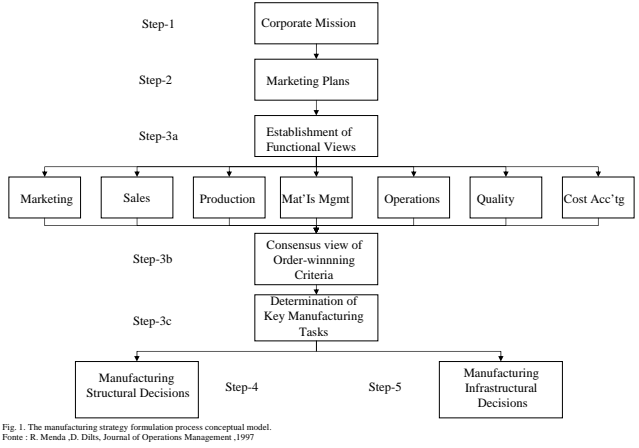 Step-1
Corporate Mission
Step-2
Marketing Plans
Step-3a
Establishment of
Functional Views
Marketing
Sales
Production
Mat'Is Mgmt
Operations
Quality
Cost Acc'tg
Step-3b
Consensus view of
Order-winnning
Criteria
Step-3c
Determination of
Key Manufacturing
Tasks
Manufacturing
Structural Decisions
Step-4
Step-5
Manufacturing
Infrastructural
Decisions
Fig. 1. The manufacturing strategy formulation process conceptual model.
Fonte : R. Menda ,D. Dilts, Journal of Operations Management ,1997